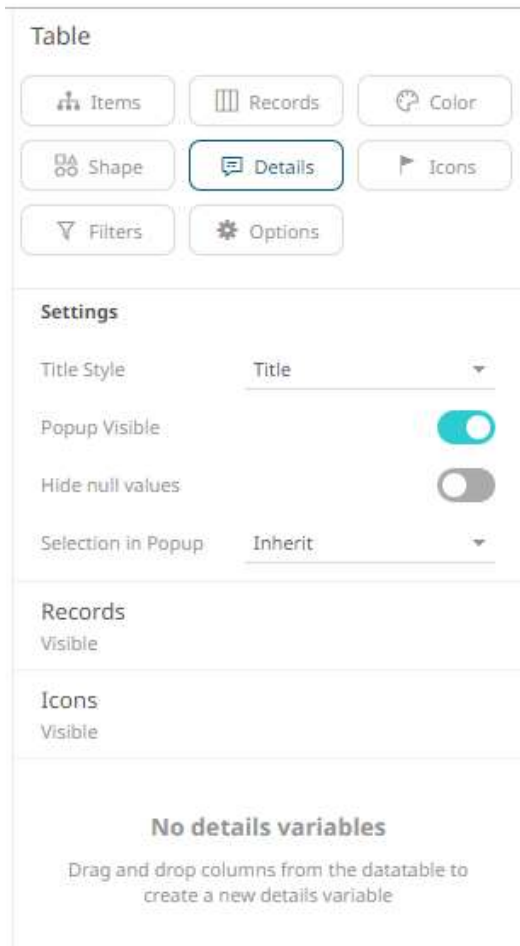 Table
Items Records Color
Shape Details Icons
Filters Options
Settings
Title Style Title
Popup Visible
Hide null values
Selection in Popup Inherit
Records
Visible
Icons
Visible
No details variables
Drag and drop columns from the datatable to
create a new details variable